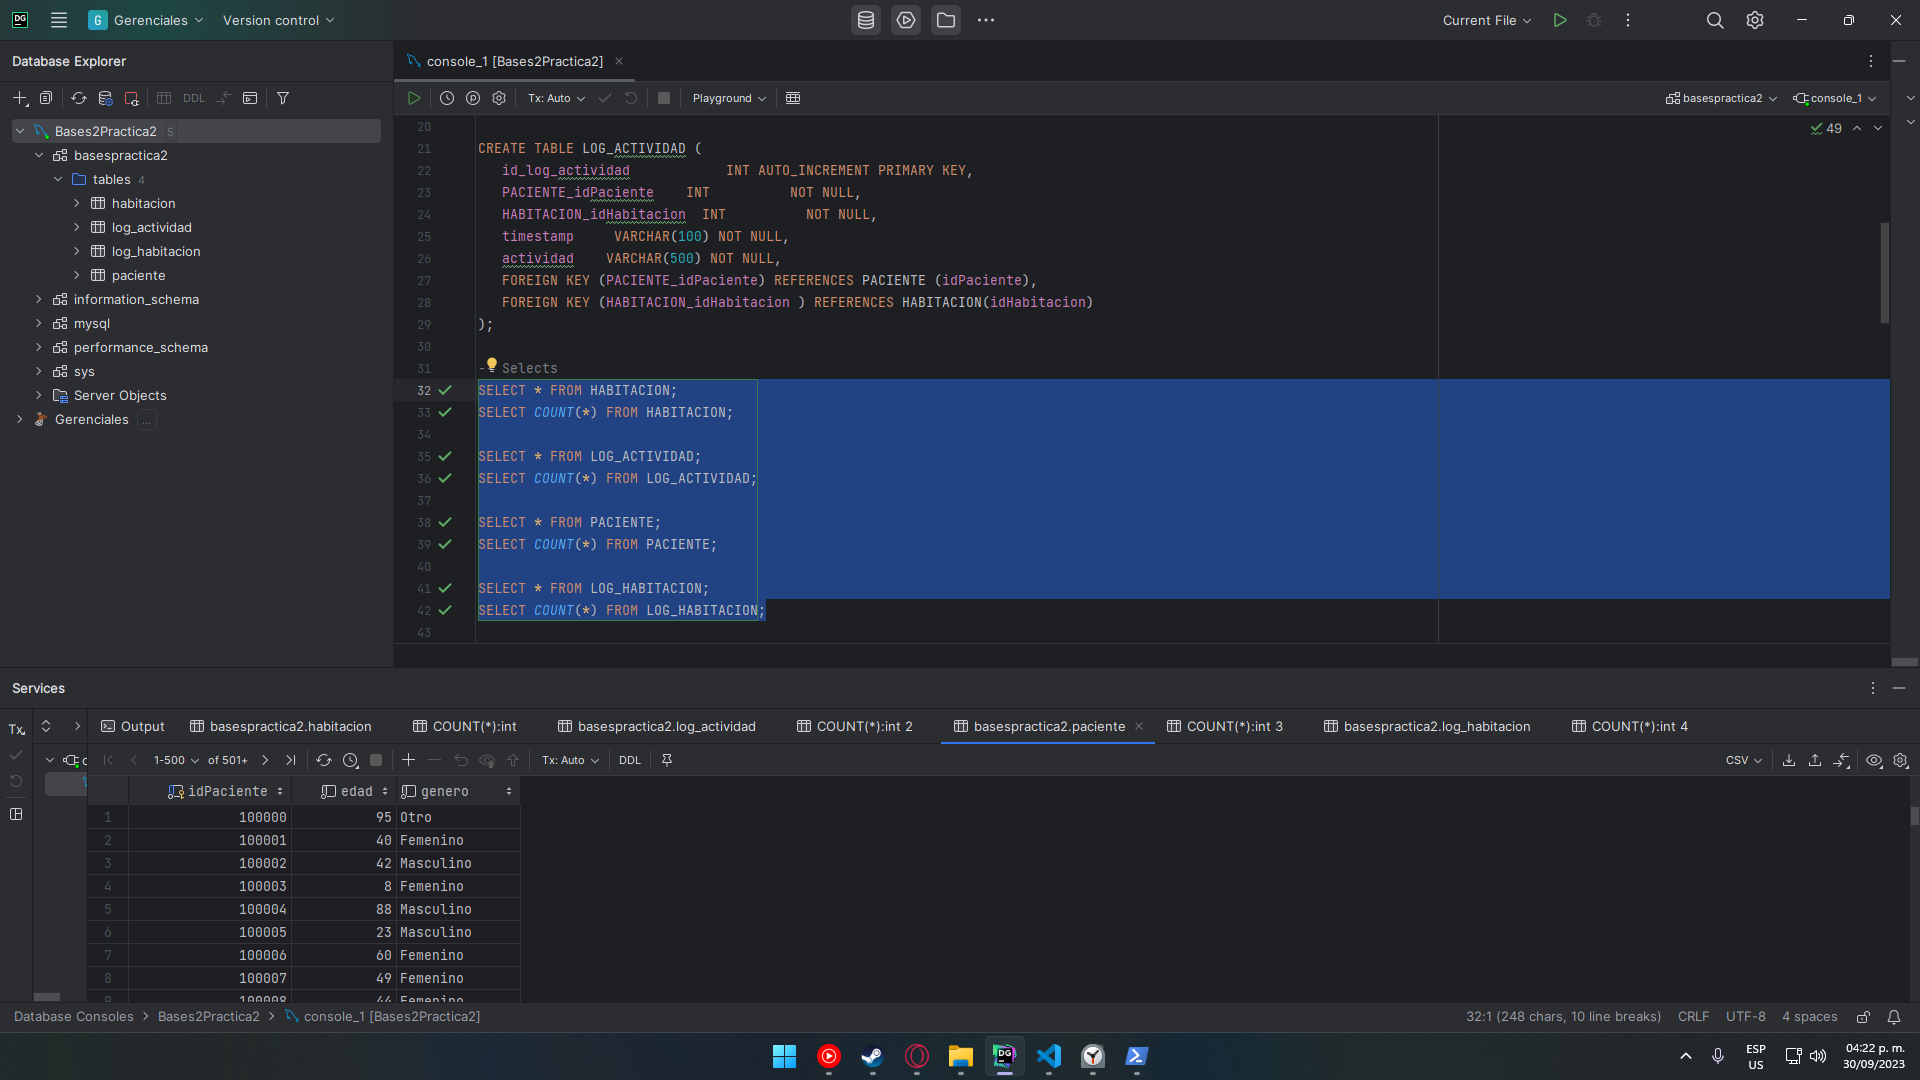 DG G Gerenciales Version control Current File
Database Explorer
console_1 [Bases2Practica2]
DDL
Tx: Auto Playground basespractica2 console_1
Bases2Practica2 5
basespractica2
tables 4
habitacion
log_actividad
log_habitacion
paciente
information_schema
mysql
performance_schema
sys
Server Objects
Gerenciales ...
49
20
21 CREATE TABLE LOG_ACTIVIDAD (
22 id_log_actividad INT AUTO_INCREMENT PRIMARY KEY,
23 PACIENTE_idPaciente INT NOT NULL,
24 HABITACION_idHabitacion INT NOT NULL,
25 timestamp VARCHAR(100) NOT NULL,
26 actividad VARCHAR(500) NOT NULL,
27 FOREIGN KEY (PACIENTE_idPaciente) REFERENCES PACIENTE (idPaciente),
28 FOREIGN KEY (HABITACION_idHabitacion ) REFERENCES HABITACION(idHabitacion)
29 );
30
31 - Selects
32 SELECT * FROM HABITACION;
33 SELECT COUNT(*) FROM HABITACION;
34
35 SELECT * FROM LOG_ACTIVIDAD;
36 SELECT COUNT(*) FROM LOG_ACTIVIDAD;
37
38 SELECT * FROM PACIENTE;
39 SELECT COUNT(*) FROM PACIENTE;
40
41 SELECT * FROM LOG_HABITACION;
42 SELECT COUNT(*) FROM LOG_HABITACION;
43
Services
Tx Output basespractica2.habitacion COUNT(*):int basespractica2.log_actividad COUNT(*):int 2 basespractica2.paciente COUNT(*):int 3 basespractica2.log_habitacion COUNT(*):int 4
1-500 of 501+ Tx: Auto DDL CSV
idPaciente edad genero
1 100000 95 Otro
2 100001 40 Femenino
3 100002 42 Masculino
4 100003 8 Femenino
5 100004 88 Masculino
6 100005 23 Masculino
7 100006 60 Femenino
8 100007 49 Femenino
9 100008 44 Femenino
Database Consoles > Bases2Practica2 > console_1 [Bases2Practica2] 32:1 (248 chars, 10 line breaks) CRLF UTF-8 4 spaces
DG
ESP
US
04:22 p. m.
30/09/2023